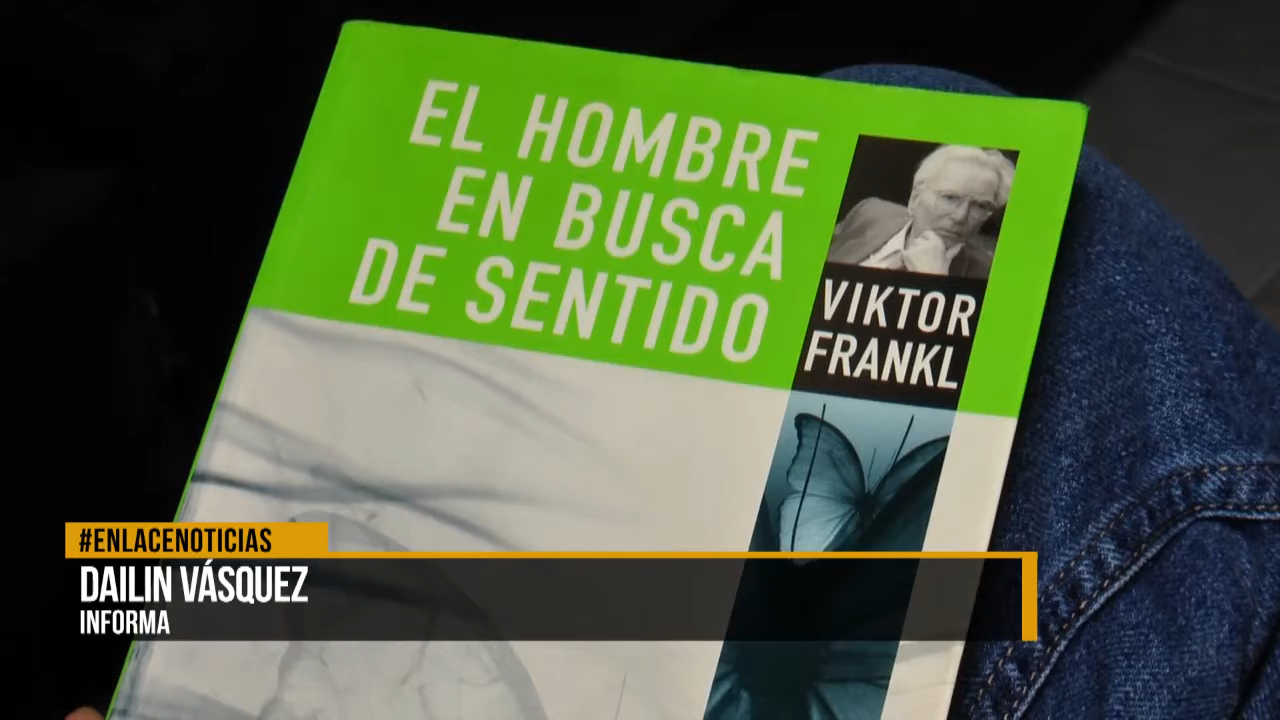 EL HOMBRE
EN BUSCA
DE SENTIDO
VIKTOR
FRANKL
#ENLACENOTICIAS
DAILIN VÁSQUEZ
INFORMA